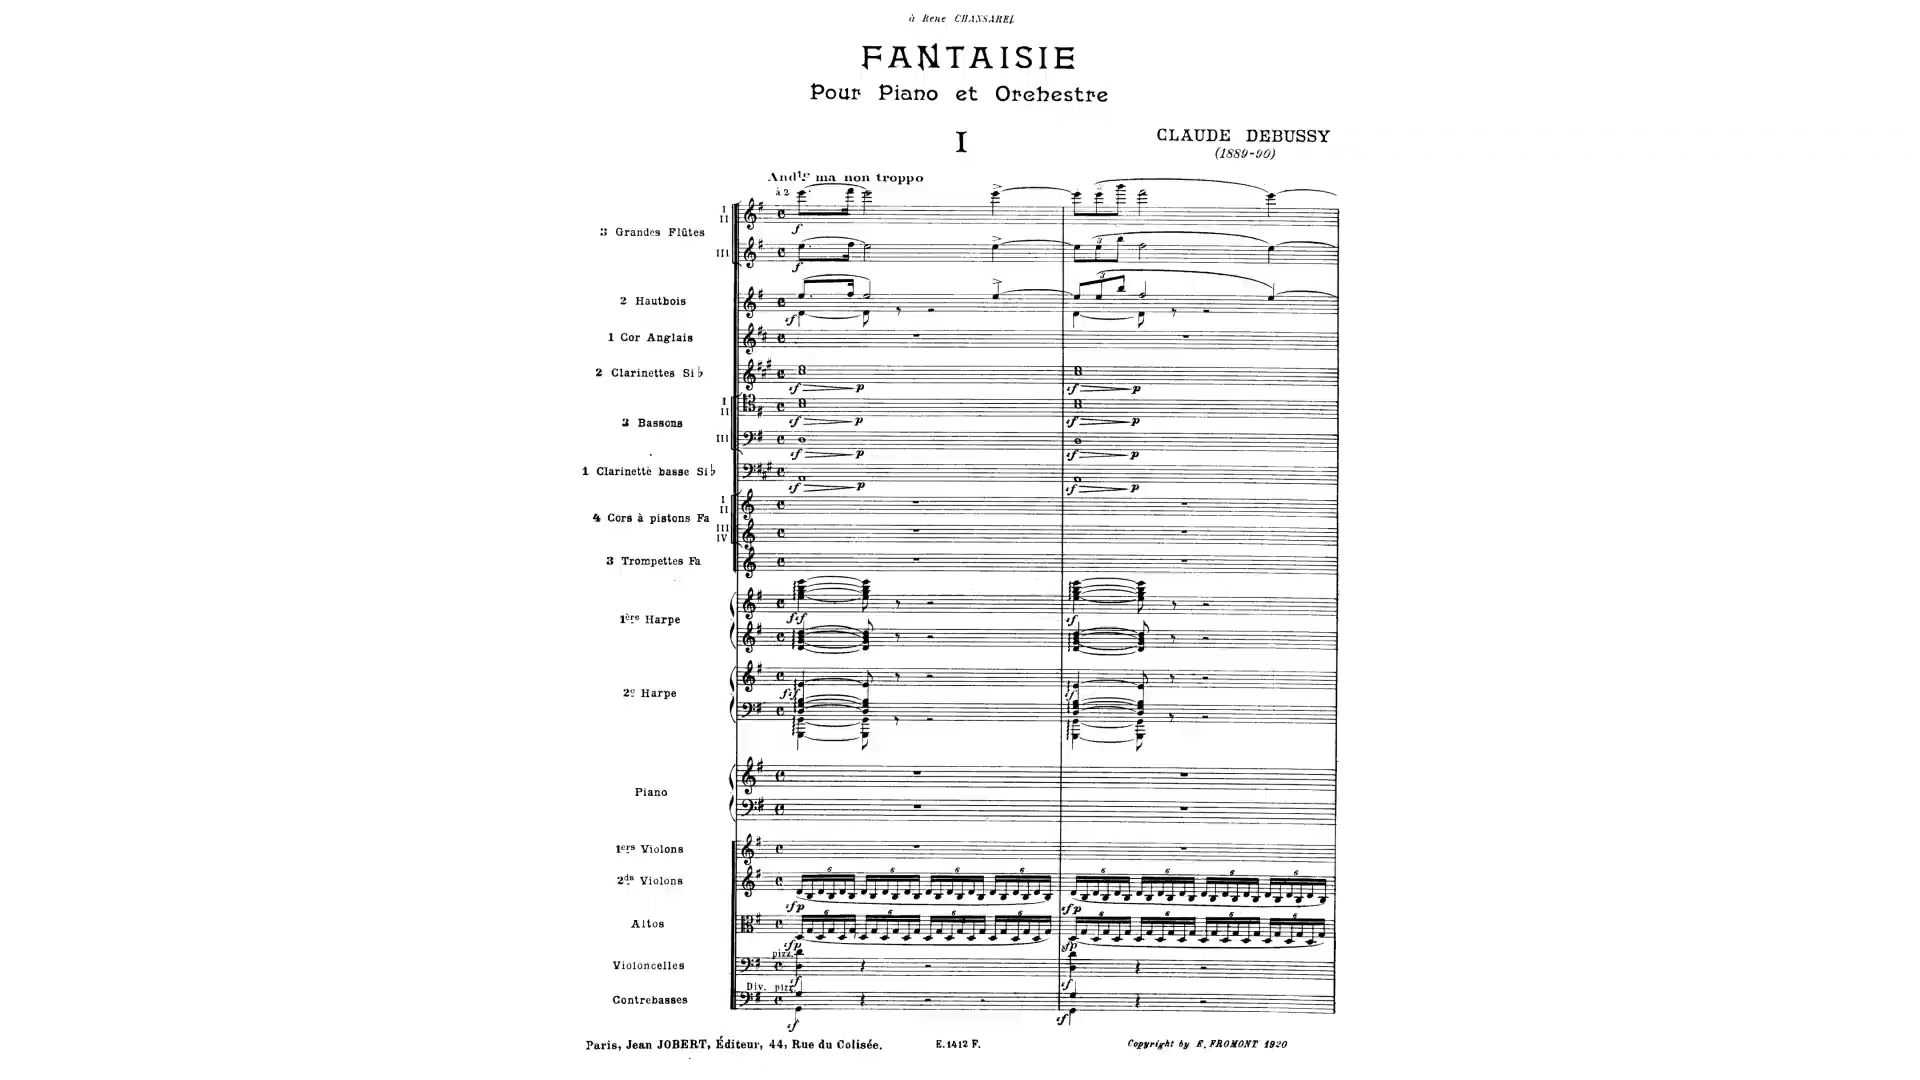 à Rene CHANSAREL
FANTAISIE
Pour Piano et Orchestre
I
CLAUDE DEBUSSY
(1889-90)
And^te ma non troppo
à 2
3 Grandes Flûtes
I
II
III
2 Hautbois
1 Cor Anglais
2 Clarinettes Si♭
3 Bassons
I
II
III
1 Clarinette basse Si♭
4 Cors à pistons Fa
I
II
III
IV
3 Trompettes Fa
1ère Harpe
2e Harpe
Piano
1ers Violons
2ds Violons
Altos
pizz.
Violoncelles
Div. pizz.
Contrebasses
Paris, Jean JOBERT, Éditeur, 44, Rue du Colisée.
E.1412 F.
Copyright by E. FROMONT 1920